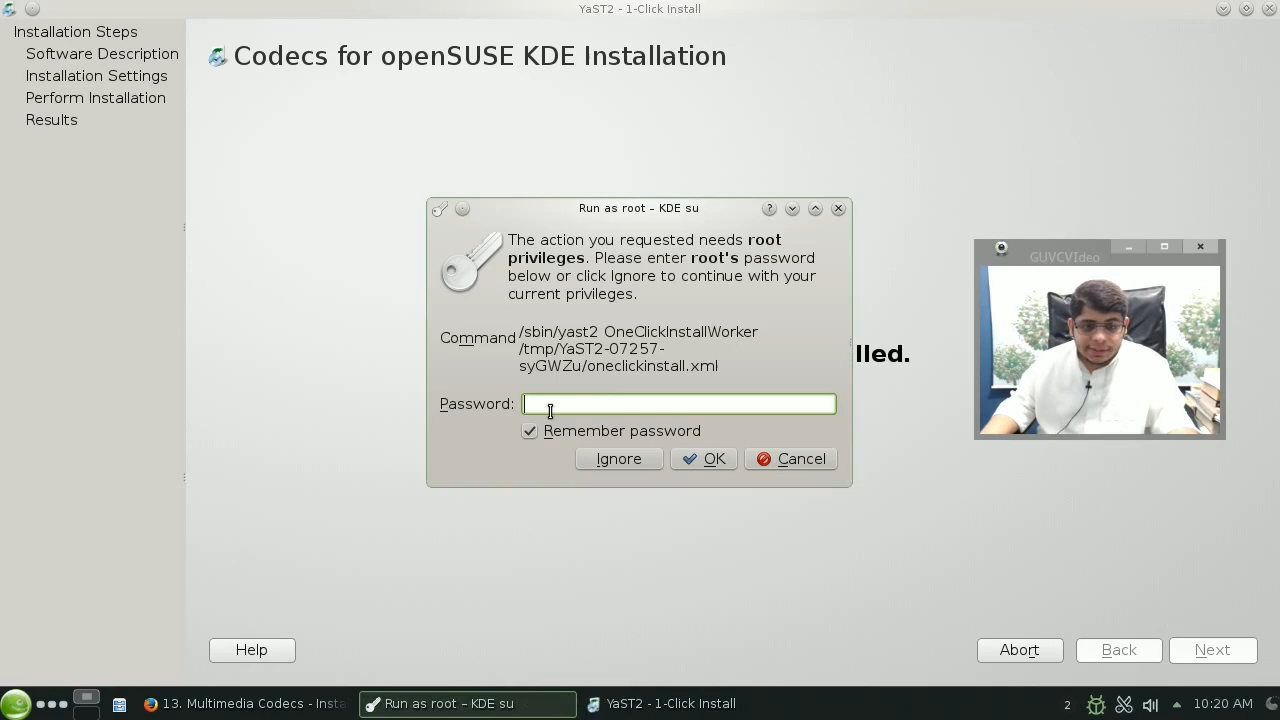 YaST2 - 1-Click Install
Installation Steps
Software Description
Installation Settings
Perform Installation
Results
Codecs for openSUSE KDE Installation
Run as root – KDE su
The action you requested needs root
privileges. Please enter root's password
below or click Ignore to continue with your
current privileges.
Command
/sbin/yast2 OneClickInstallWorker
/tmp/YaST2-07257-
syGWZu/oneclickinstall.xml
Password:
Remember password
Ignore
OK
Cancel
lled.
GUVCVIdeo
Help
Abort
Back
Next
13. Multimedia Codecs - Insta
Run as root – KDE su
YaST2 - 1-Click Install
2
10:20 AM